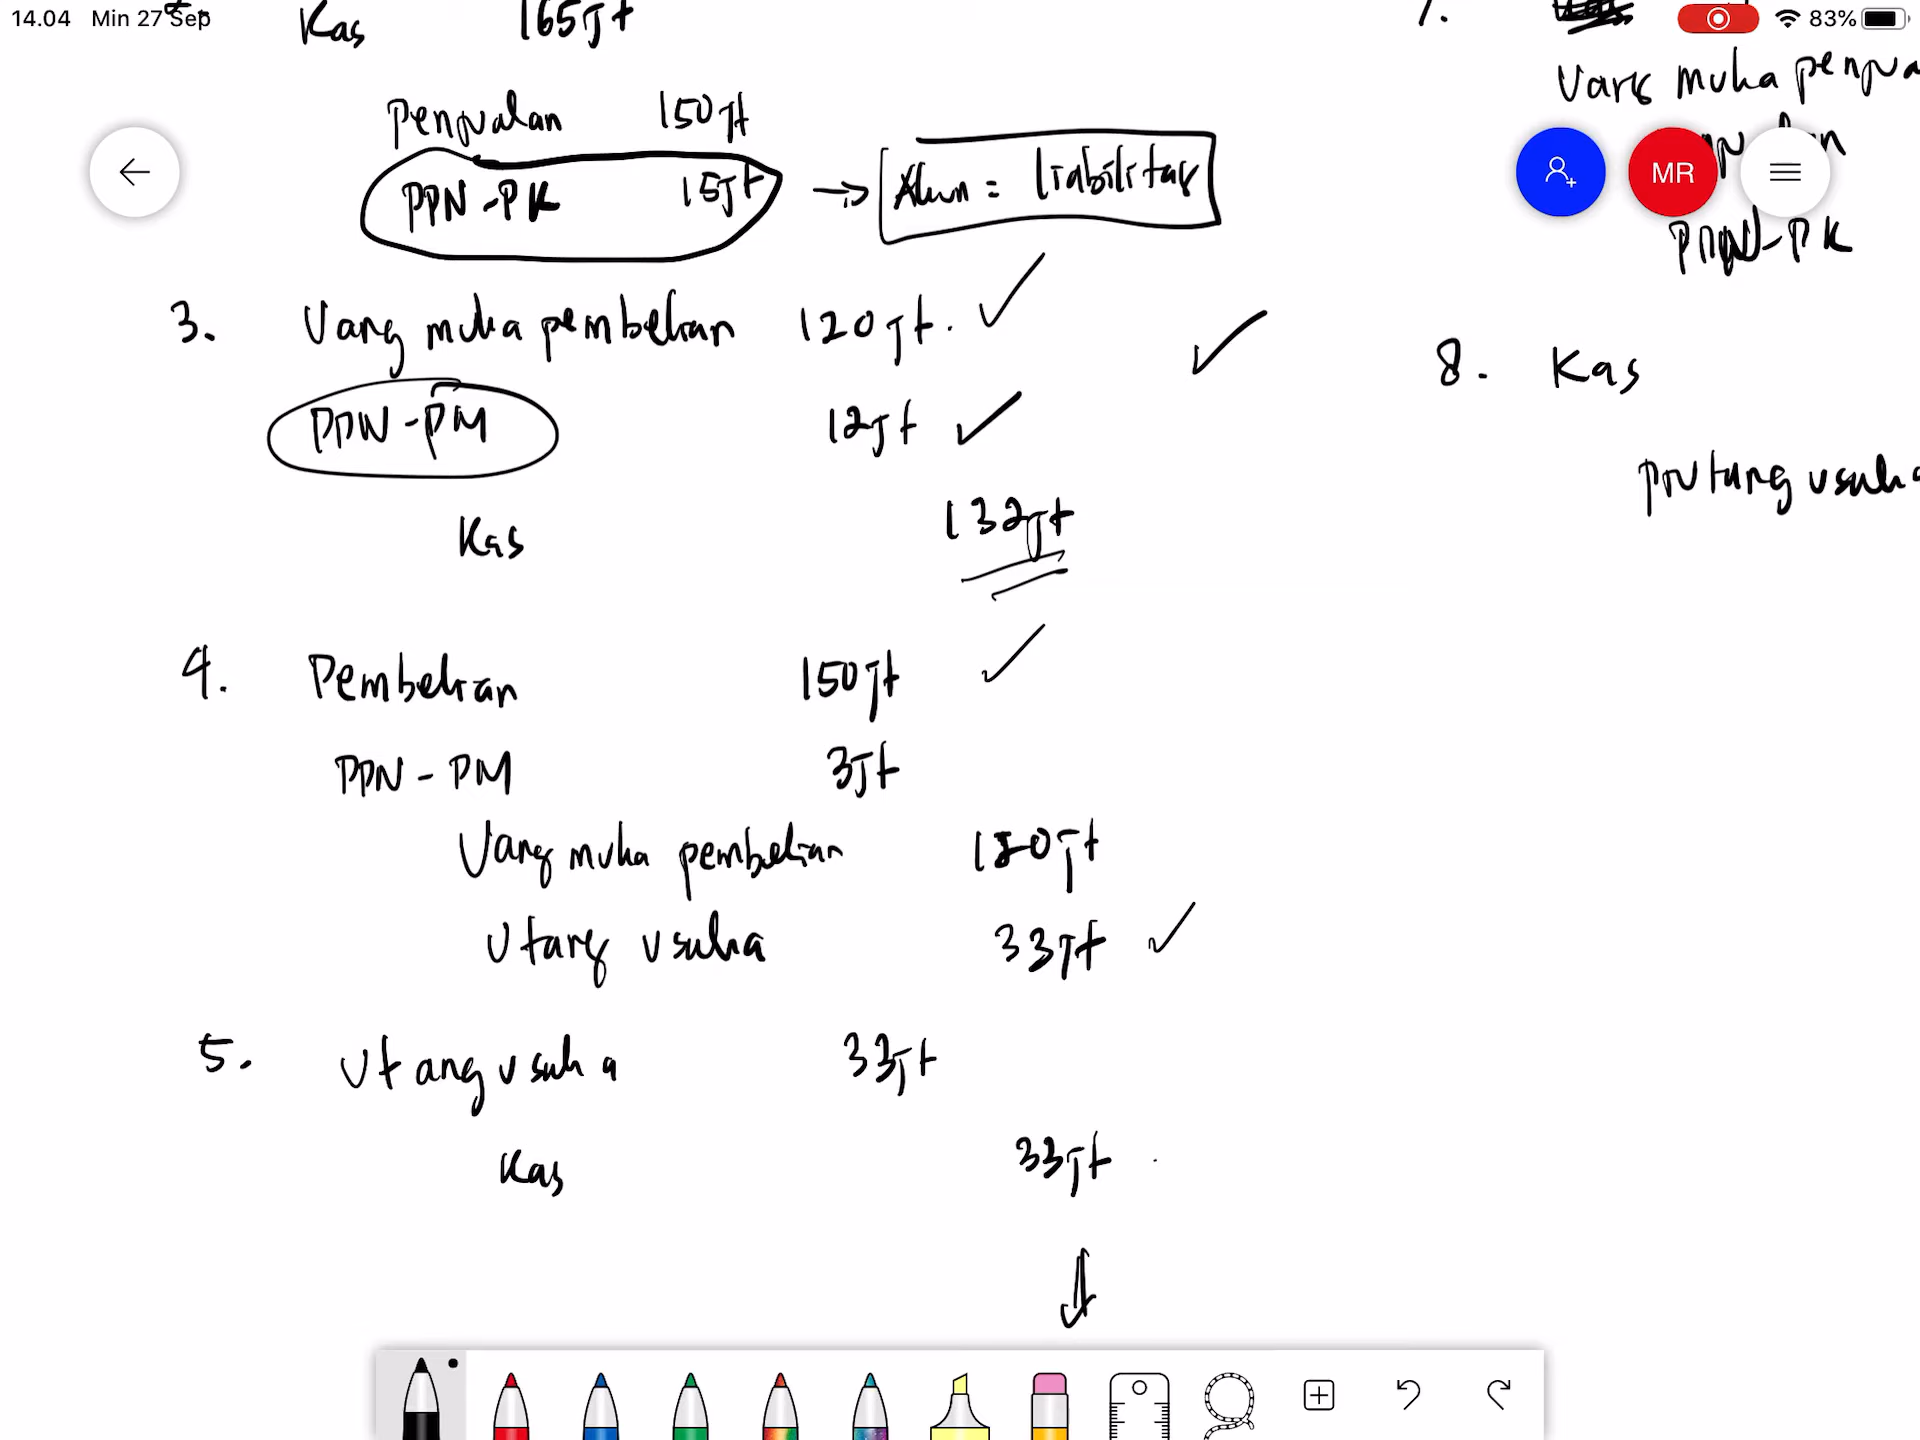 14.04 Min 27 Sep
83%
Kas 165jt
Penjualan 150jt
PPN-PK 15jt → Akun = liabilitas
3. Uang muka pembelian 120jt.
PPN-PM 12jt
Kas 132jt
4. Pembelian 150jt
PPN-PM 3jt
Uang muka pembelian 120jt
Utang usaha 33jt
5. Utang usaha 33jt
Kas 33jt
7.
Uang muka penjua
MR
PPN-PK
8. Kas
piutang usaha